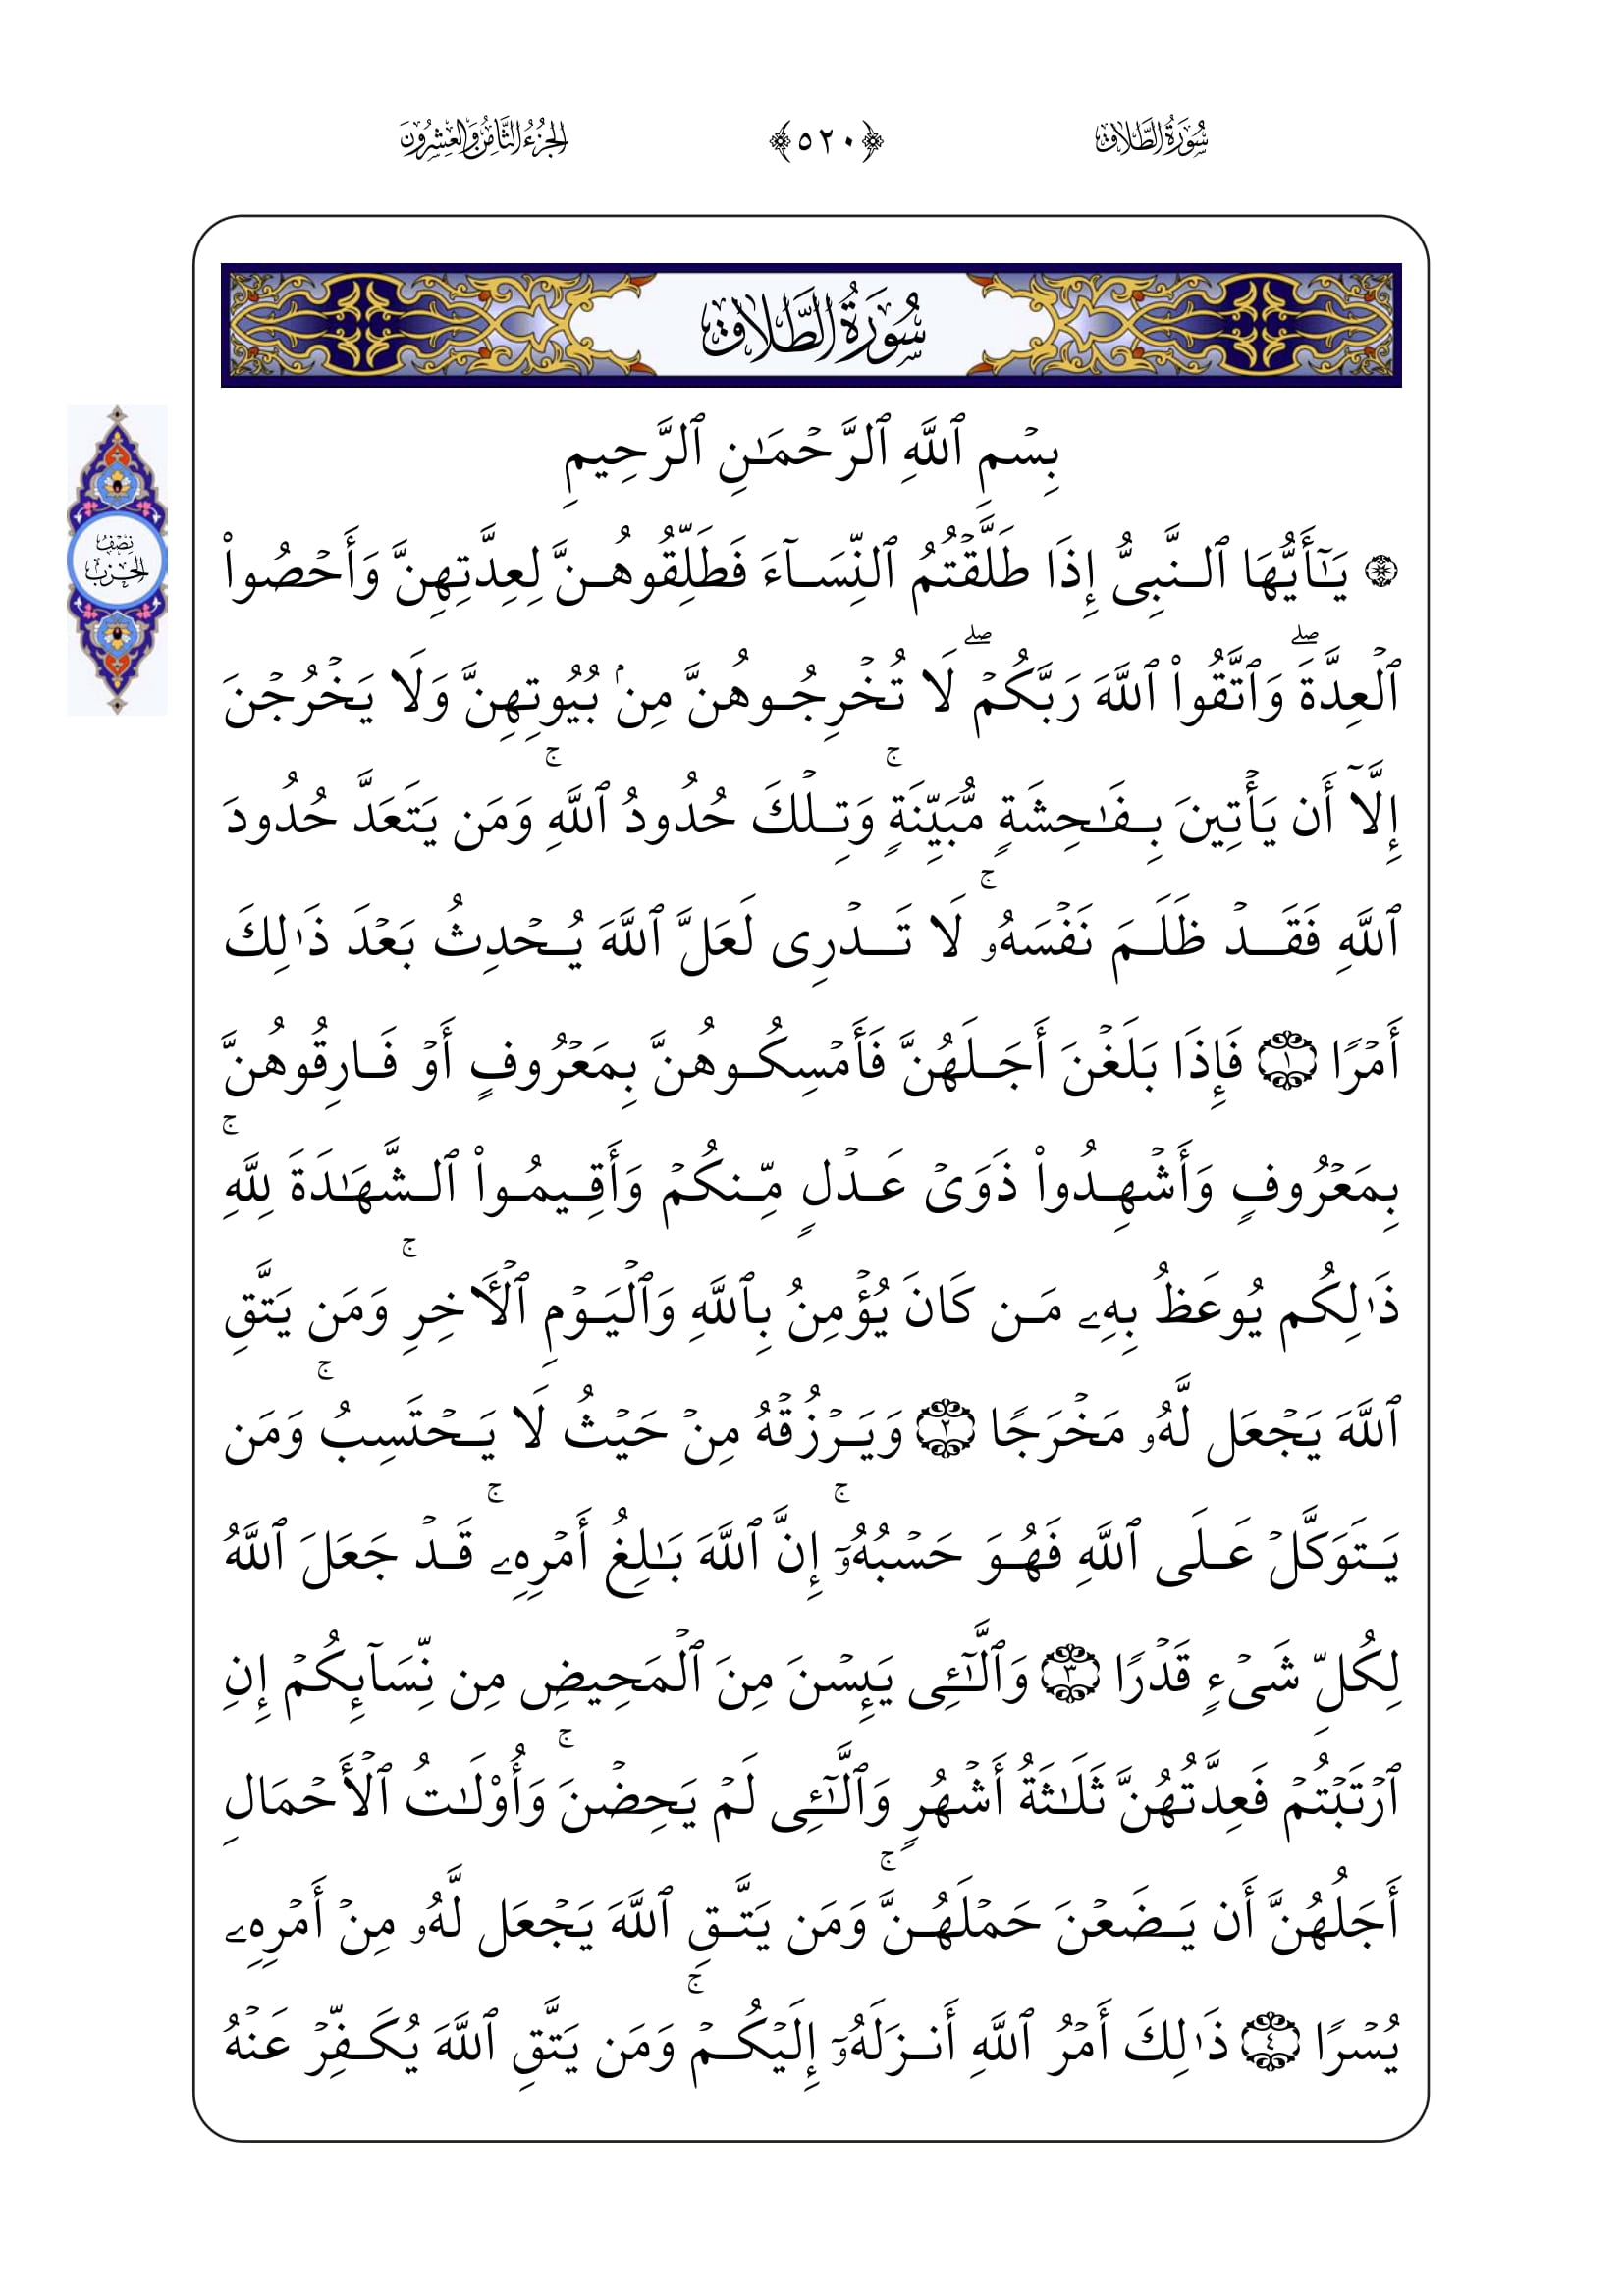 سُورَةُ الطَّلَاق
﴿٥٢٠﴾
الجُزءُ الثَّامِنُ وَالعِشْرُونَ
سُورَةُ الطَّلَاق
بِسۡمِ ٱللَّهِ ٱلرَّحۡمَـٰنِ ٱلرَّحِيمِ
نِصْفُ
الحِزب
۞ يَـٰٓأَيُّهَا ٱلنَّبِىُّ إِذَا طَلَّقۡتُمُ ٱلنِّسَآءَ فَطَلِّقُوهُنَّ لِعِدَّتِهِنَّ وَأَحۡصُوا۟
ٱلۡعِدَّةَۖ وَٱتَّقُوا۟ ٱللَّهَ رَبَّكُمۡۖ لَا تُخۡرِجُوهُنَّ مِنۢ بُيُوتِهِنَّ وَلَا يَخۡرُجۡنَ
إِلَّآ أَن يَأۡتِينَ بِفَـٰحِشَةٍ مُّبَيِّنَةٍۚ وَتِلۡكَ حُدُودُ ٱللَّهِۚ وَمَن يَتَعَدَّ حُدُودَ
ٱللَّهِ فَقَدۡ ظَلَمَ نَفۡسَهُۥۚ لَا تَدۡرِى لَعَلَّ ٱللَّهَ يُحۡدِثُ بَعۡدَ ذَٰلِكَ
أَمۡرًا ١ فَإِذَا بَلَغۡنَ أَجَلَهُنَّ فَأَمۡسِكُوهُنَّ بِمَعۡرُوفٍ أَوۡ فَارِقُوهُنَّ
بِمَعۡرُوفٍ وَأَشۡهِدُوا۟ ذَوَىۡ عَدۡلٍ مِّنكُمۡ وَأَقِيمُوا۟ ٱلشَّهَـٰدَةَ لِلَّهِۚ
ذَٰلِكُم يُوعَظُ بِهِۦ مَن كَانَ يُؤۡمِنُ بِٱللَّهِ وَٱلۡيَوۡمِ ٱلۡـَٔاخِرِۚ وَمَن يَتَّقِ
ٱللَّهَ يَجۡعَل لَّهُۥ مَخۡرَجًا ٢ وَيَرۡزُقۡهُ مِنۡ حَيۡثُ لَا يَحۡتَسِبُۚ وَمَن
يَتَوَكَّلۡ عَلَى ٱللَّهِ فَهُوَ حَسۡبُهُۥٓۚ إِنَّ ٱللَّهَ بَـٰلِغُ أَمۡرِهِۦۚ قَدۡ جَعَلَ ٱللَّهُ
لِكُلِّ شَىۡءٍ قَدۡرًا ٣ وَٱلَّـٰٓـِٔى يَئِسۡنَ مِنَ ٱلۡمَحِيضِ مِن نِّسَآئِكُمۡ إِنِ
ٱرۡتَبۡتُمۡ فَعِدَّتُهُنَّ ثَلَـٰثَةُ أَشۡهُرٍ وَٱلَّـٰٓـِٔى لَمۡ يَحِضۡنَۚ وَأُو۟لَـٰتُ ٱلۡأَحۡمَالِ
أَجَلُهُنَّ أَن يَضَعۡنَ حَمۡلَهُنَّۚ وَمَن يَتَّقِ ٱللَّهَ يَجۡعَل لَّهُۥ مِنۡ أَمۡرِهِۦ
يُسۡرًا ٤ ذَٰلِكَ أَمۡرُ ٱللَّهِ أَنزَلَهُۥٓ إِلَيۡكُمۡۚ وَمَن يَتَّقِ ٱللَّهَ يُكَفِّرۡ عَنۡهُ